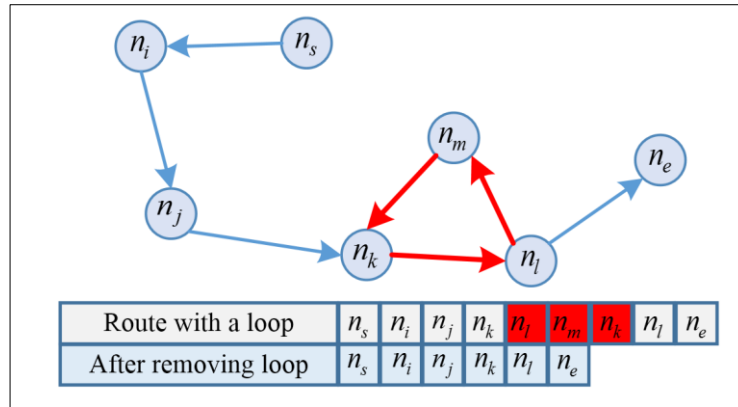 n_i n_s
n_m
n_e
n_j
n_k n_l
Route with a loop n_s n_i n_j n_k n_l n_m n_k n_l n_e
After removing loop n_s n_i n_j n_k n_l n_e